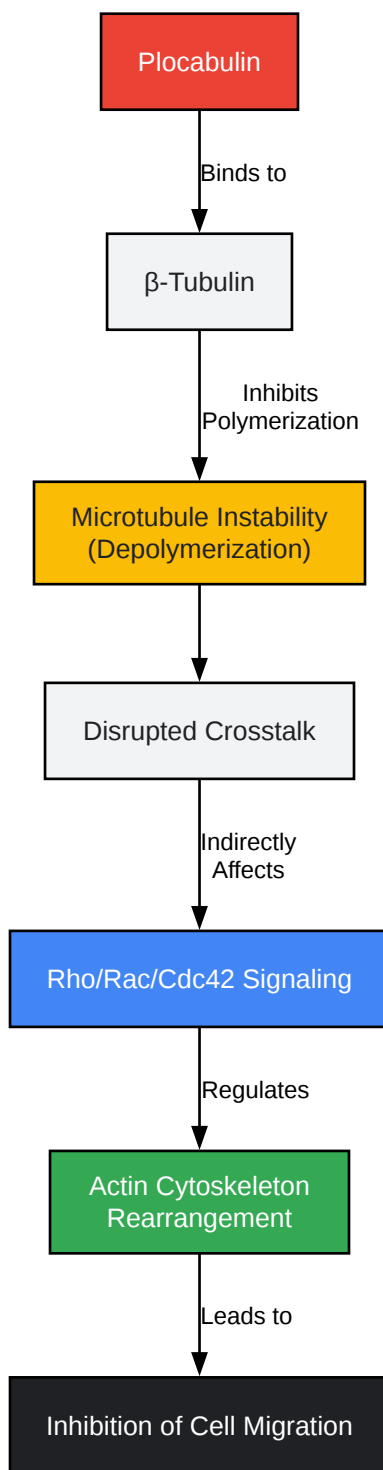 Plocabulin
Binds to
β-Tubulin
Inhibits
Polymerization
Microtubule Instability
(Depolymerization)
Disrupted Crosstalk
Indirectly
Affects
Rho/Rac/Cdc42 Signaling
Regulates
Actin Cytoskeleton
Rearrangement
Leads to
Inhibition of Cell Migration